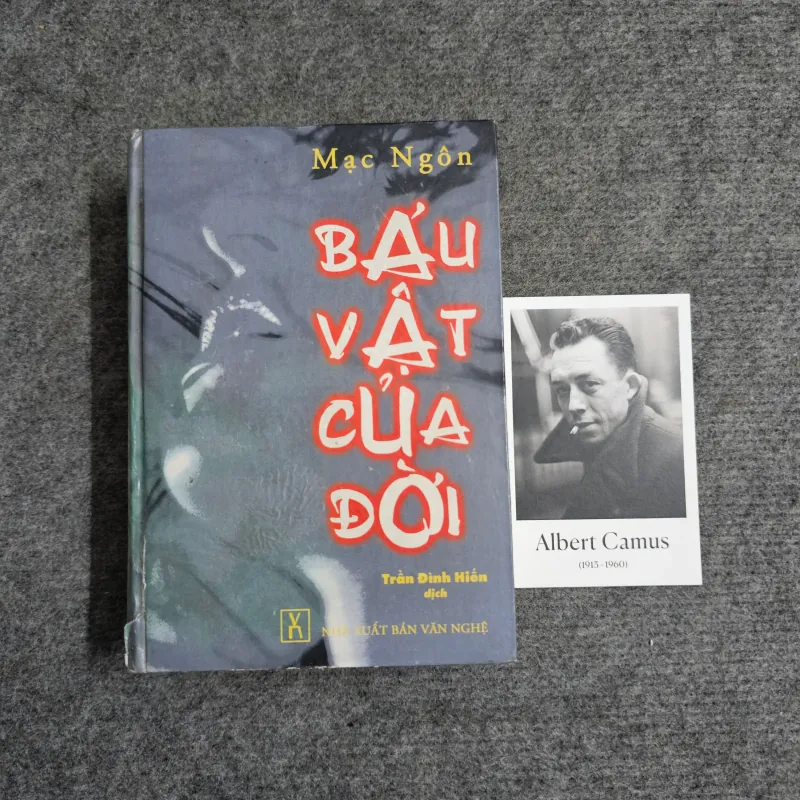 Mạc Ngôn
BÁU
VẬT
CỦA
ĐỜI
Trần Đình Hiến
dịch
VN
NHÀ XUẤT BẢN VĂN NGHỆ
Albert Camus
(1913-1960)